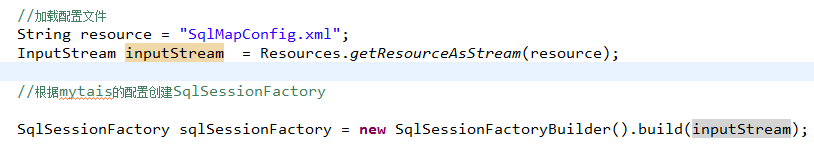 //加载配置文件
String resource = "SqlMapConfig.xml";
InputStream inputStream  = Resources.getResourceAsStream(resource);
//根据mytais的配置创建SqlSessionFactory
SqlSessionFactory sqlSessionFactory = new SqlSessionFactoryBuilder().build(inputStream);